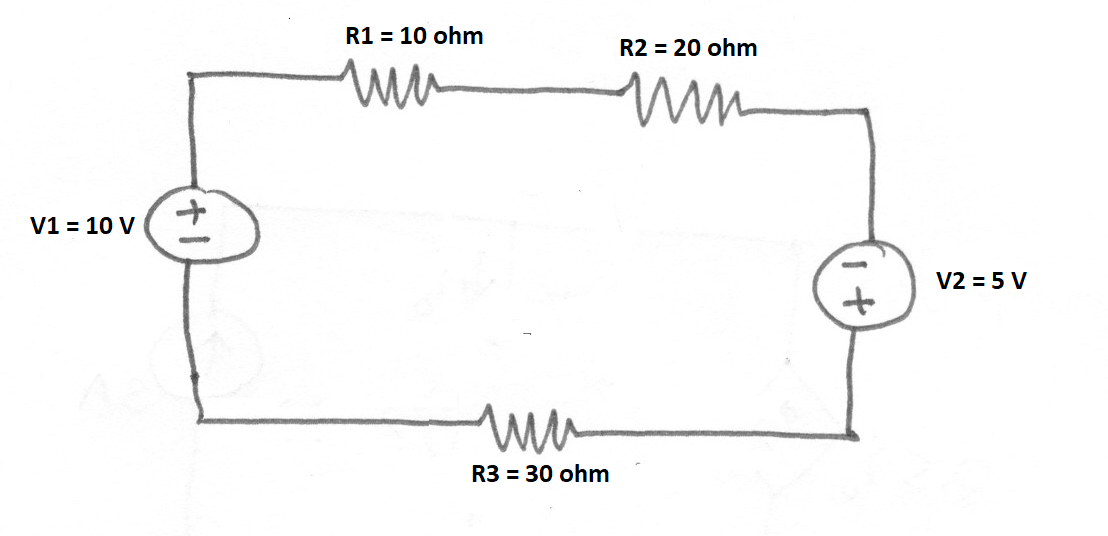 R1 = 10 ohm
R2 = 20 ohm
V1 = 10 V
+
−
−
+
V2 = 5 V
R3 = 30 ohm